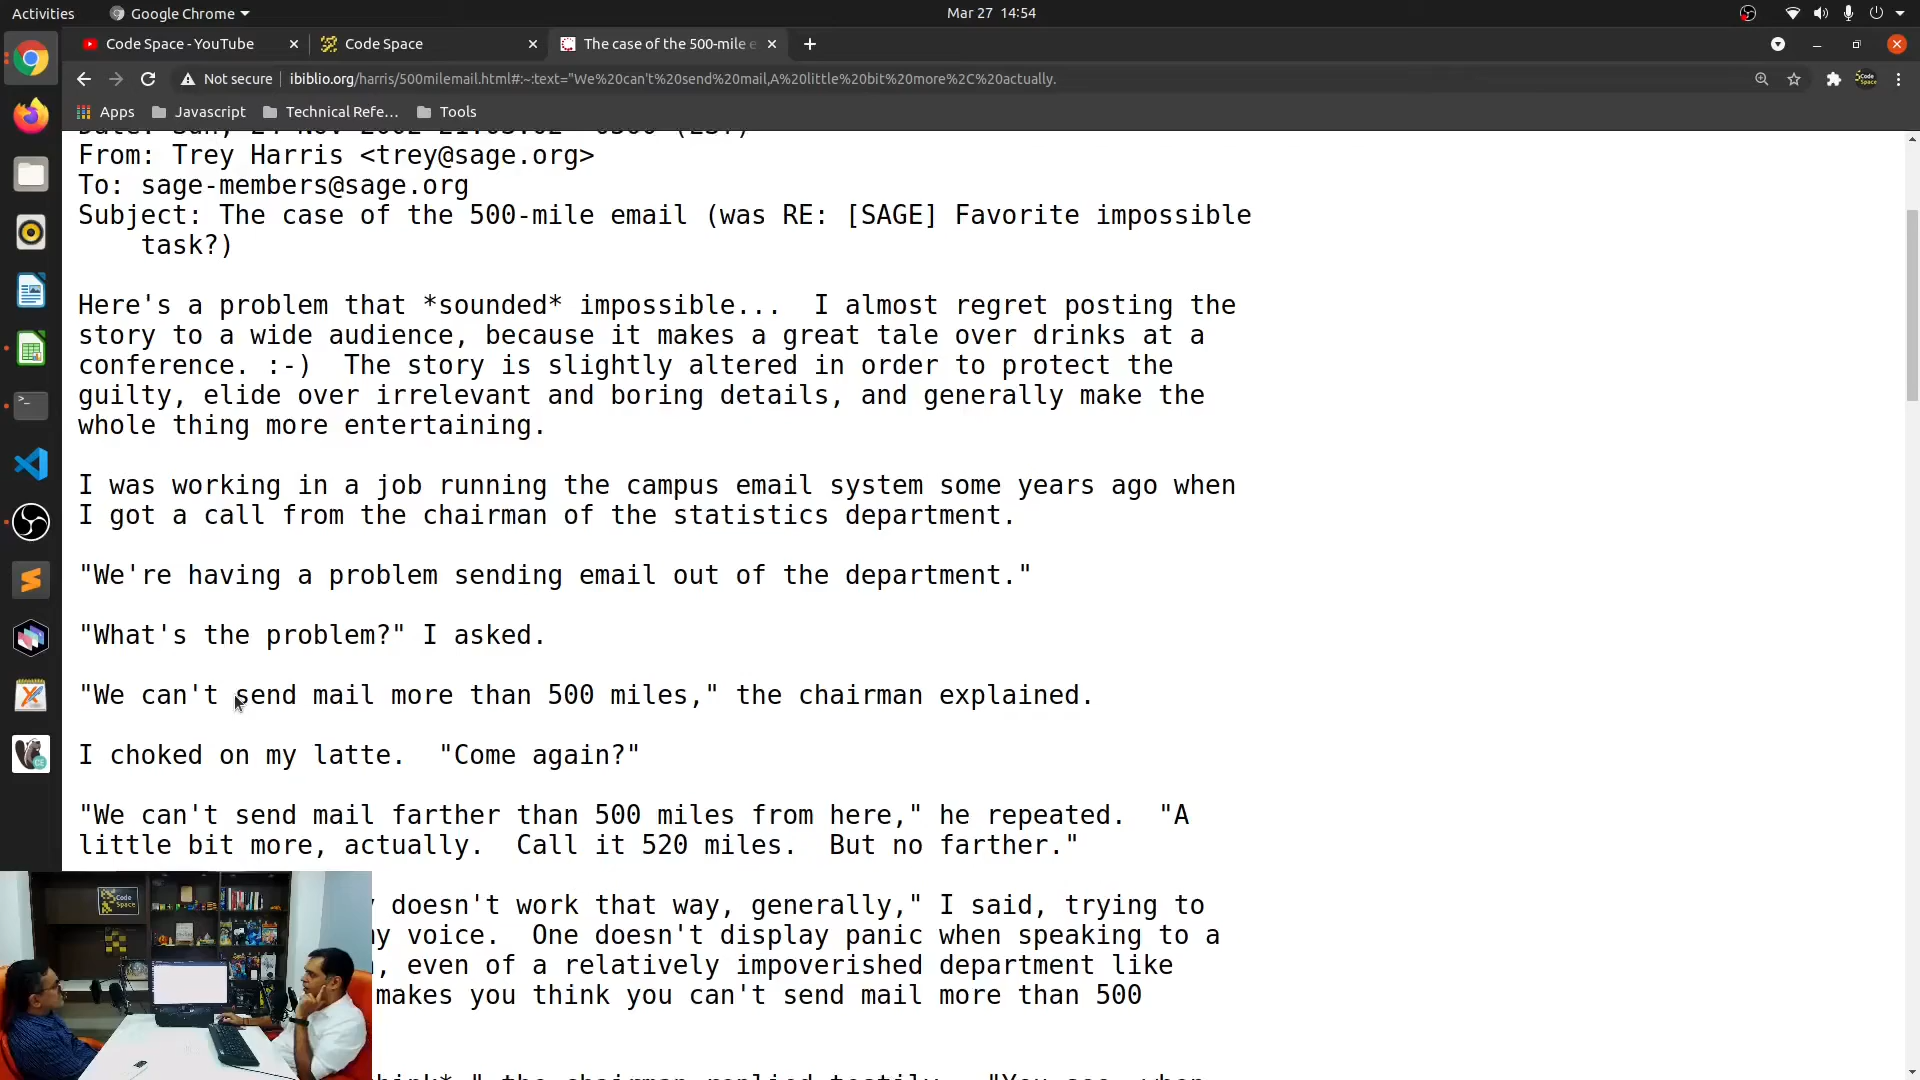 Activities
Google Chrome
Mar 27 14:54
Code Space - YouTube
Code Space
The case of the 500-mile e
Not secure
ibiblio.org/harris/500milemail.html#:~:text="We%20can't%20send%20mail,A%20little%20bit%20more%2C%20actually.
Apps
Javascript
Technical Refe...
Tools
From: Trey Harris <trey@sage.org>
To: sage-members@sage.org
Subject: The case of the 500-mile email (was RE: [SAGE] Favorite impossible
task?)
Here's a problem that *sounded* impossible...  I almost regret posting the
story to a wide audience, because it makes a great tale over drinks at a
conference. :-)  The story is slightly altered in order to protect the
guilty, elide over irrelevant and boring details, and generally make the
whole thing more entertaining.
I was working in a job running the campus email system some years ago when
I got a call from the chairman of the statistics department.
"We're having a problem sending email out of the department."
"What's the problem?" I asked.
"We can't send mail more than 500 miles," the chairman explained.
I choked on my latte.  "Come again?"
"We can't send mail farther than 500 miles from here," he repeated.  "A
little bit more, actually.  Call it 520 miles.  But no farther."
doesn't work that way, generally," I said, trying to
voice.  One doesn't display panic when speaking to a
, even of a relatively impoverished department like
makes you think you can't send mail more than 500
Code
Space